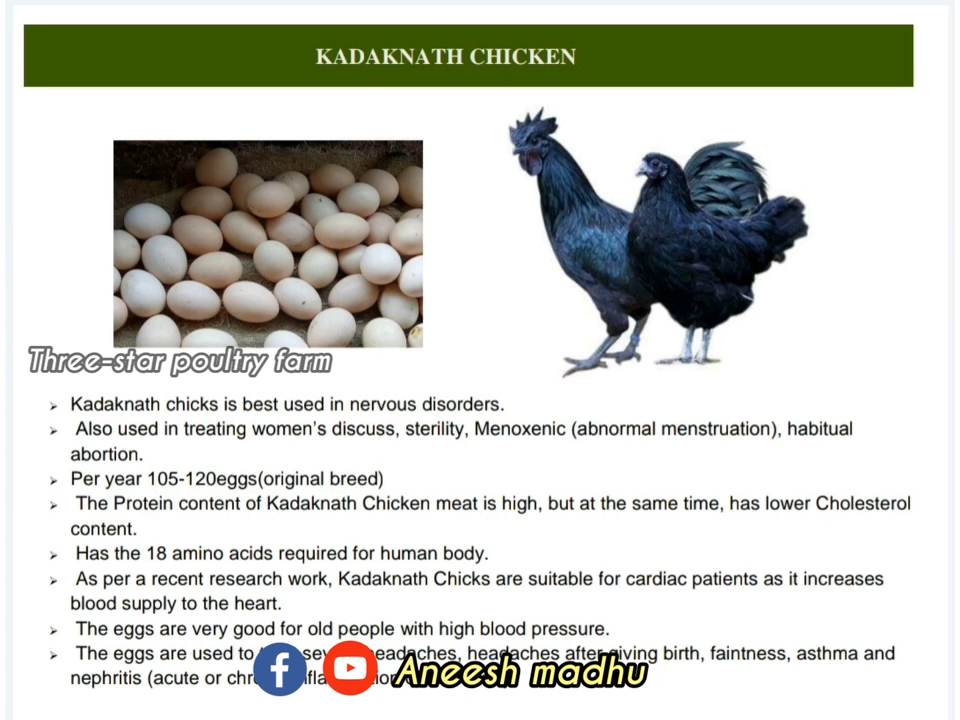 KADAKNATH CHICKEN
Three-star poultry farm
➢ Kadaknath chicks is best used in nervous disorders.
➢ Also used in treating women's discuss, sterility, Menoxenic (abnormal menstruation), habitual
abortion.
➢ Per year 105-120eggs(original breed)
➢ The Protein content of Kadaknath Chicken meat is high, but at the same time, has lower Cholesterol
content.
➢ Has the 18 amino acids required for human body.
➢ As per a recent research work, Kadaknath Chicks are suitable for cardiac patients as it increases
blood supply to the heart.
➢ The eggs are very good for old people with high blood pressure.
➢ The eggs are used to headaches, headaches after giving birth, faintness, asthma and
nephritis (acute or
Aneesh madhu